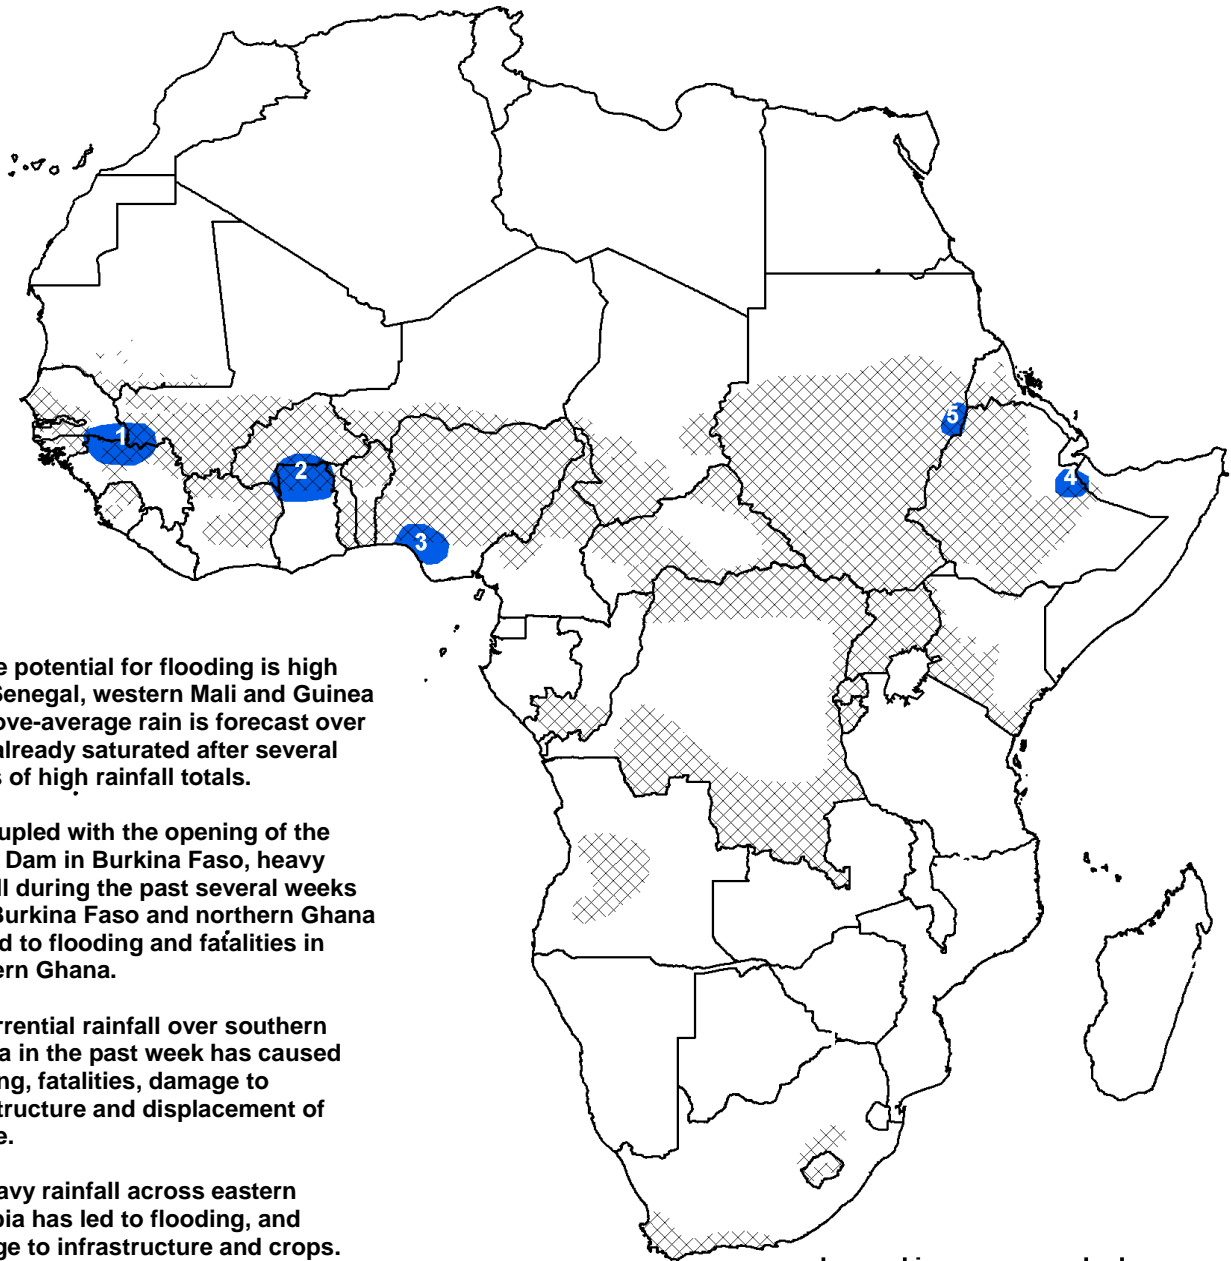 1
2
3
4
5
e potential for flooding is high
Senegal, western Mali and Guinea
ove-average rain is forecast over
already saturated after several
s of high rainfall totals.
upled with the opening of the
Dam in Burkina Faso, heavy
ll during the past several weeks
Burkina Faso and northern Ghana
d to flooding and fatalities in
ern Ghana.
rrential rainfall over southern
a in the past week has caused
ng, fatalities, damage to
structure and displacement of
e.
avy rainfall across eastern
pia has led to flooding, and
ge to infrastructure and crops.